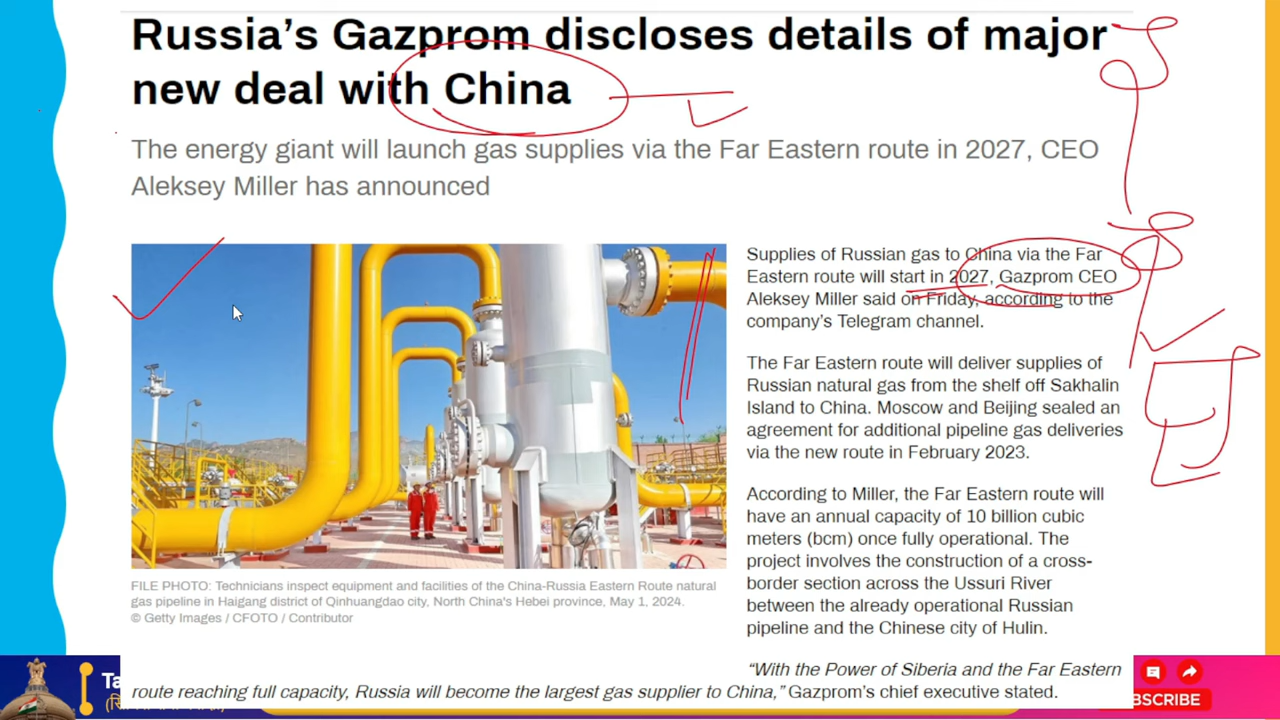 Russia's Gazprom discloses details of major
new deal with China
The energy giant will launch gas supplies via the Far Eastern route in 2027, CEO
Aleksey Miller has announced
Supplies of Russian gas to China via the Far
Eastern route will start in 2027, Gazprom CEO
Aleksey Miller said on Friday, according to the
company's Telegram channel.
The Far Eastern route will deliver supplies of
Russian natural gas from the shelf off Sakhalin
Island to China. Moscow and Beijing sealed an
agreement for additional pipeline gas deliveries
via the new route in February 2023.
According to Miller, the Far Eastern route will
have an annual capacity of 10 billion cubic
meters (bcm) once fully operational. The
project involves the construction of a cross-
border section across the Ussuri River
between the already operational Russian
pipeline and the Chinese city of Hulin.
“With the Power of Siberia and the Far Eastern
route reaching full capacity, Russia will become the largest gas supplier to China,” Gazprom's chief executive stated.
FILE PHOTO: Technicians inspect equipment and facilities of the China-Russia Eastern Route natural
gas pipeline in Haigang district of Qinhuangdao city, North China's Hebei province, May 1, 2024.
© Getty Images / CFOTO / Contributor